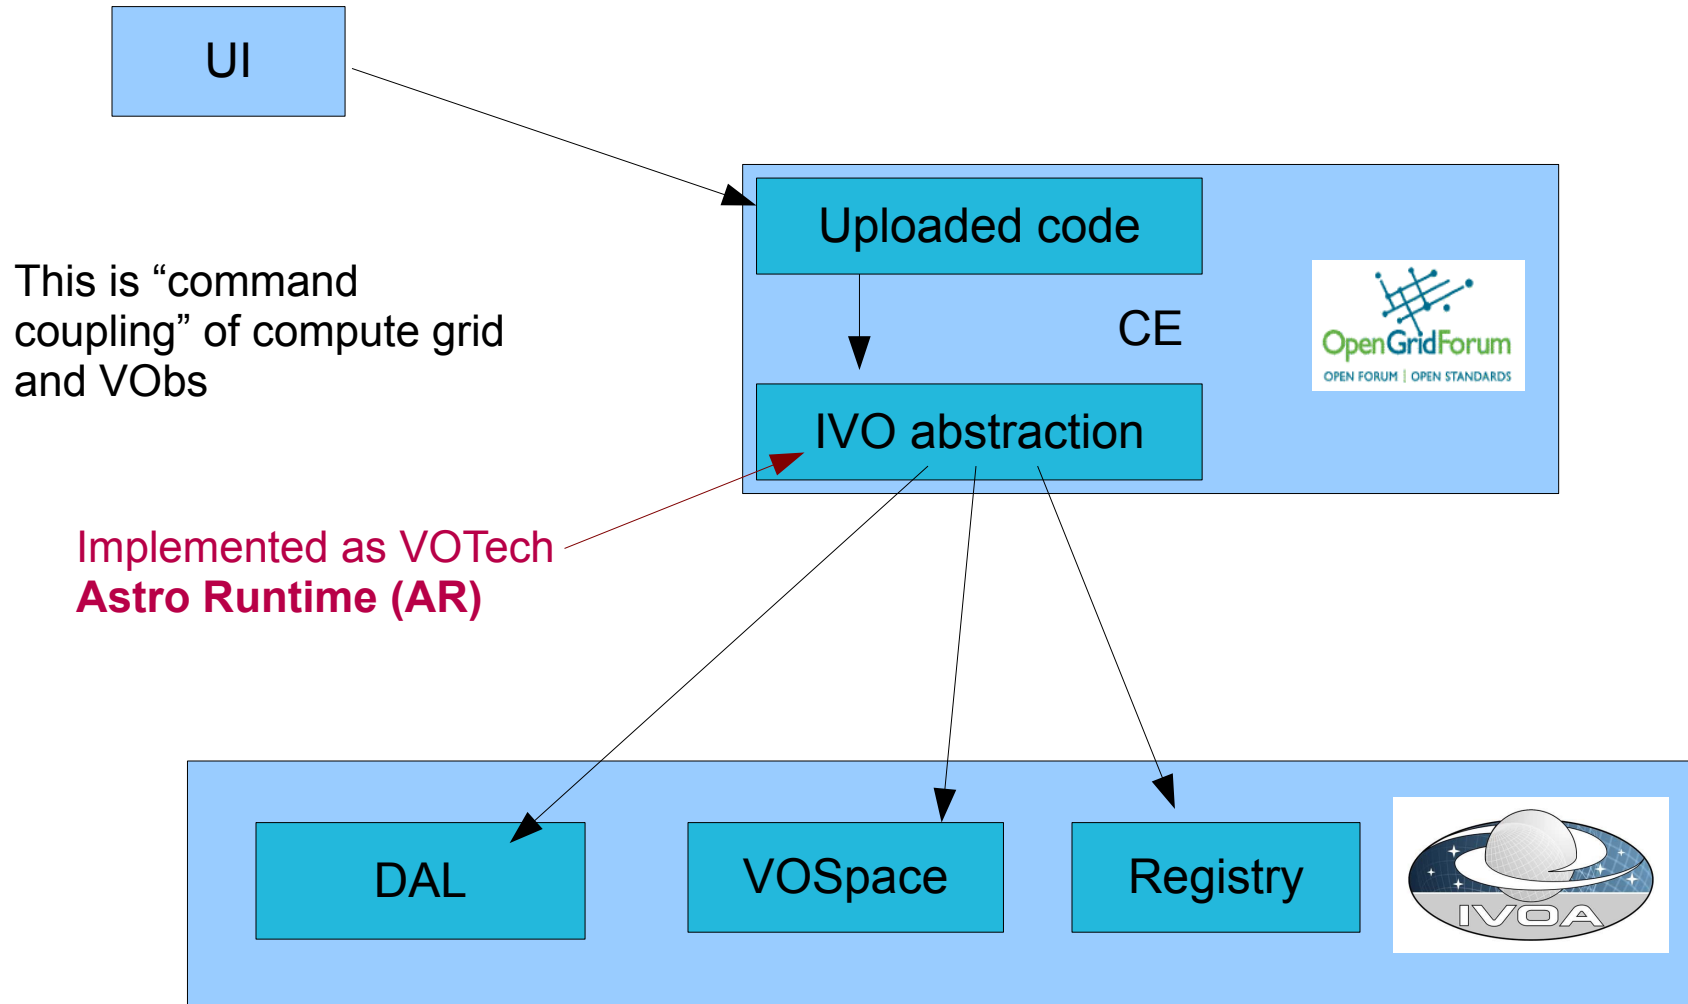 UI
Uploaded code
This is “command
coupling” of compute grid
and VObs
CE
OpenGridForum
OPEN FORUM | OPEN STANDARDS
IVO abstraction
Implemented as VOTech
Astro Runtime (AR)
DAL
VOSpace
Registry
IVOA